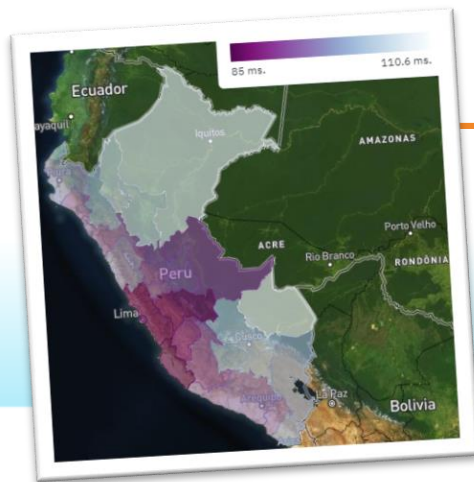 85 ms.
110.6 ms.
Ecuador
Iquitos
AMAZONAS
Porto Velho
ACRE
Rio Branco
RONDÔNIA
Peru
Lima
Arequipa
La Paz
Bolivia